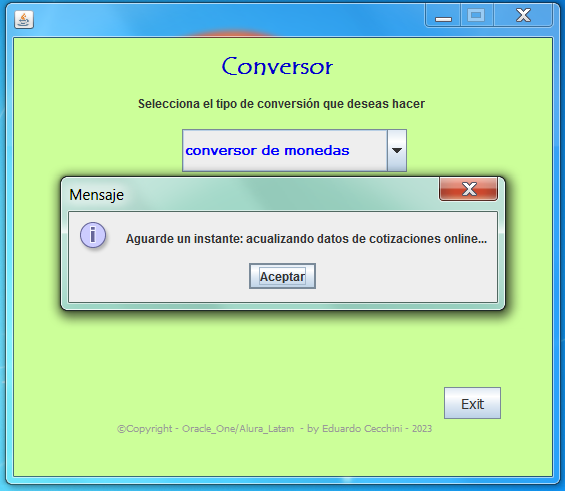 Conversor
Selecciona el tipo de conversión que deseas hacer
conversor de monedas
Mensaje
Aguarde un instante: acualizando datos de cotizaciones online...
Aceptar
Exit
©Copyright - Oracle_One/Alura_Latam - by Eduardo Cecchini - 2023